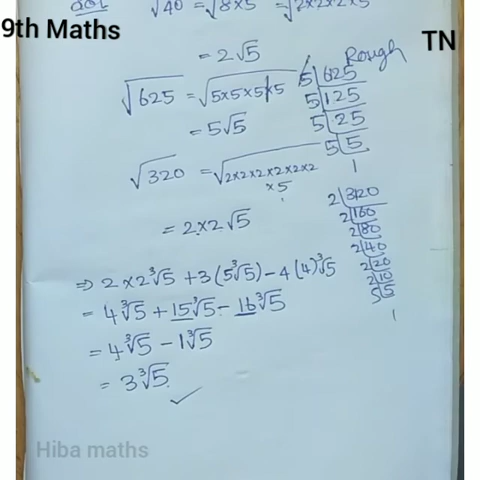 Sol √40 = √8×5 = √2×2×2×5
9th Maths
TN
= 2√5
Rough
√625 = √5×5×5×5
= 5√5
5 | 625
5 | 125
5 | 25
5 | 5
1
√320 = √2×2×2×2×2×2
×5
= 2×2√5
2 | 320
2 | 160
2 | 80
2 | 40
2 | 20
2 | 10
5 | 5
1
⇒ 2×2∛5 + 3(5∛5) − 4(4)∛5
= 4∛5 + 15∛5 − 16∛5
= 4∛5 − 1∛5
= 3∛5
Hiba maths